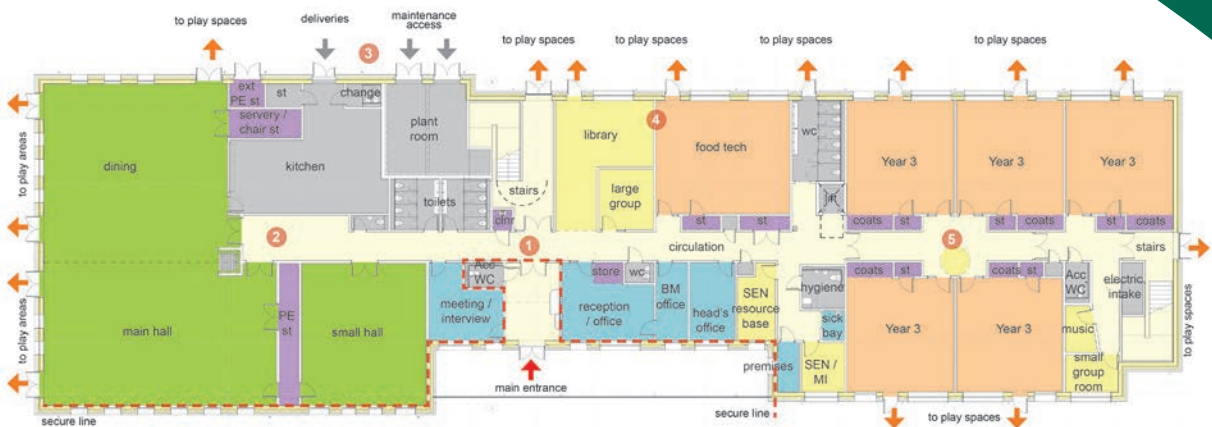 to play spaces
deliveries
3
maintenance
access
to play spaces
to play spaces
to play spaces
to play spaces
ext
PE st
st
change
servery /
chair st
plant
room
library
4
wc
food tech
Year 3
Year 3
Year 3
to play areas
dining
kitchen
stairs
large
group
lift
toilets
clnr
st
st
coats
st
st
coats
st
coats
2
1
circulation
5
stairs
Acc
WC
store
wc
coats
st
coats
st
Acc
WC
electric
intake
to play areas
main hall
PE
st
small hall
meeting /
interview
reception
/ office
BM
office
head's
office
SEN
resource
base
hygiene
sick
bay
Year 3
Year 3
music
small
group
room
to play spaces
premises
SEN /
MI
main entrance
secure line
secure line
to play spaces